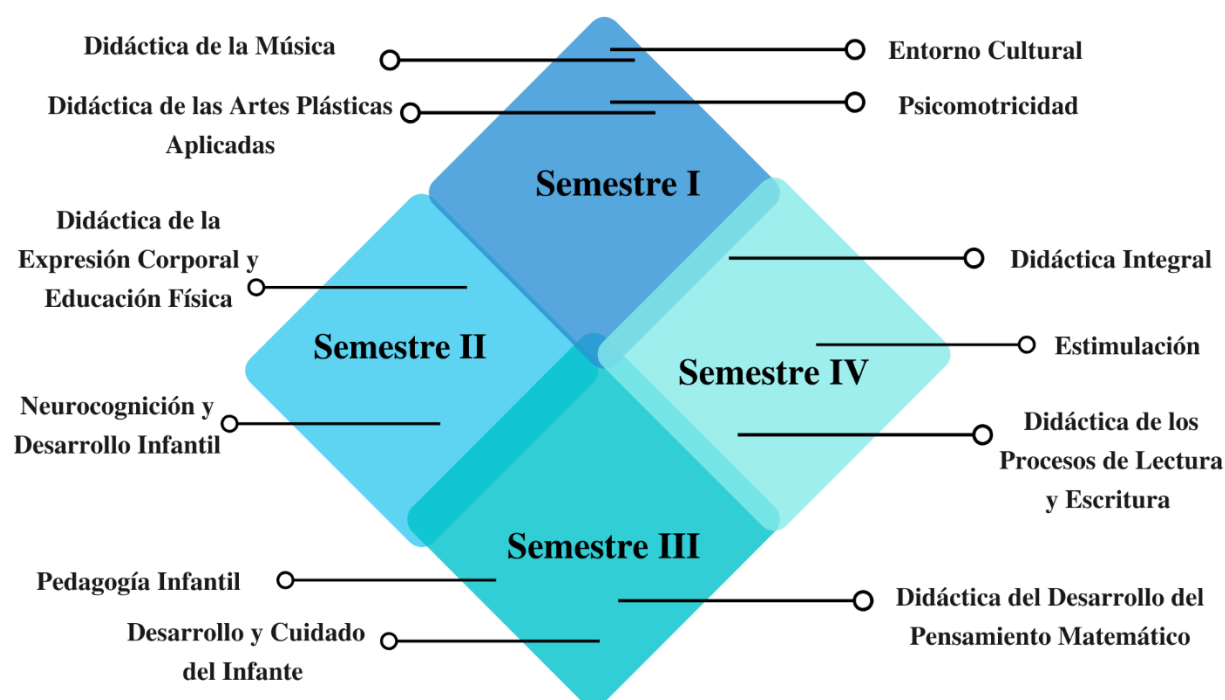 Didáctica de la Música
Entorno Cultural
Didáctica de las Artes Plásticas
Aplicadas
Psicomotricidad
Semestre I
Didáctica de la
Expresión Corporal y
Educación Física
Semestre II
Neurocognición y
Desarrollo Infantil
Didáctica Integral
Estimulación
Semestre IV
Didáctica de los
Procesos de Lectura
y Escritura
Semestre III
Pedagogía Infantil
Desarrollo y Cuidado
del Infante
Didáctica del Desarrollo del
Pensamiento Matemático